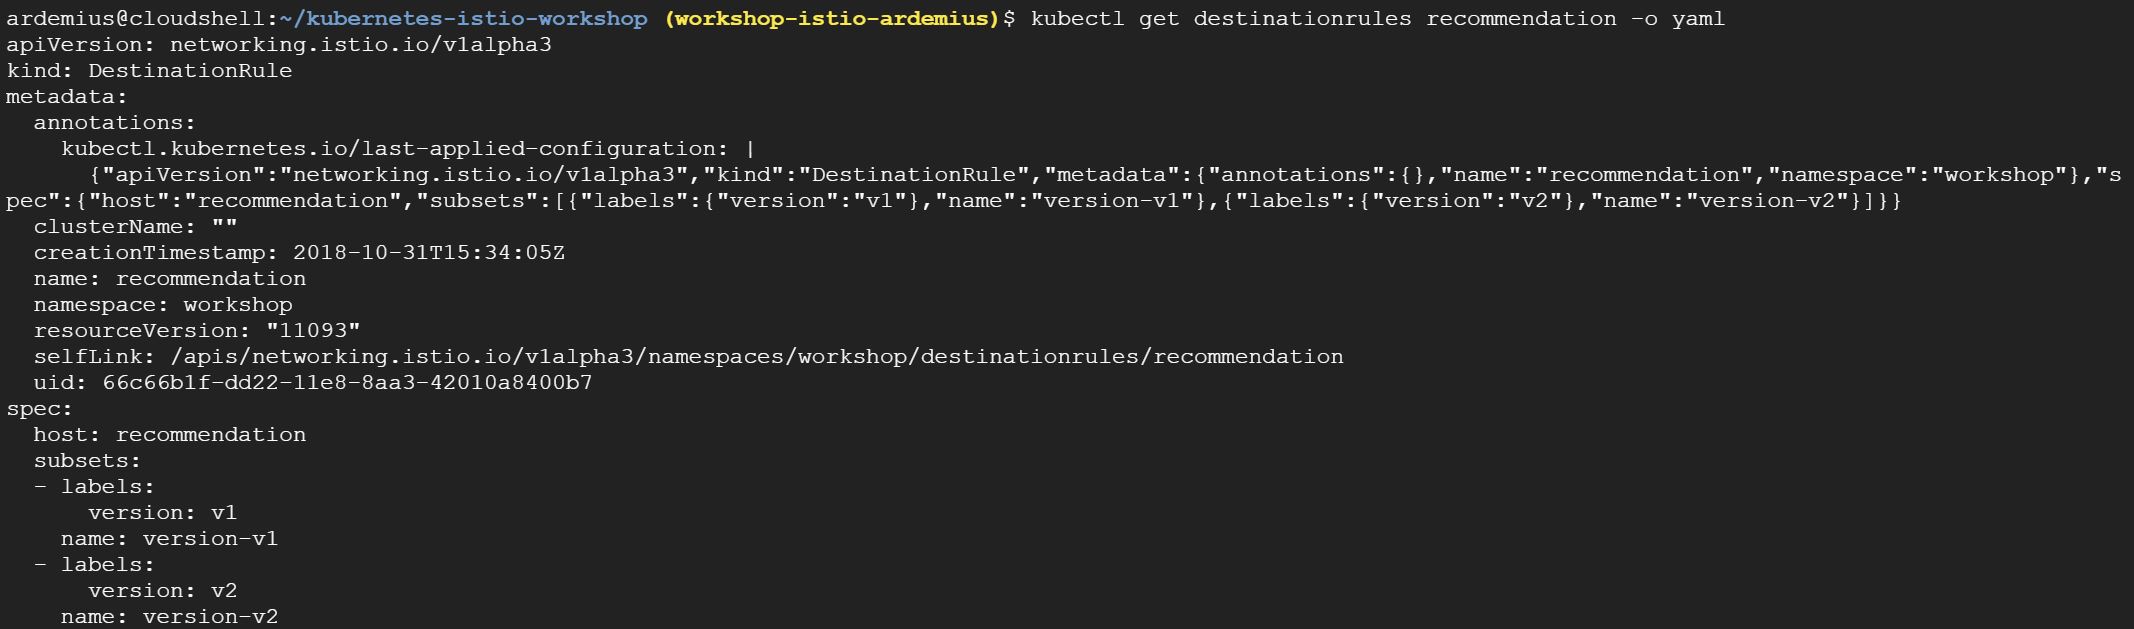 ardemius@cloudshell:~/kubernetes-istio-workshop (workshop-istio-ardemius)$ kubectl get destinationrules recommendation -o yaml
apiVersion: networking.istio.io/v1alpha3
kind: DestinationRule
metadata:
  annotations:
    kubectl.kubernetes.io/last-applied-configuration: |
      {"apiVersion":"networking.istio.io/v1alpha3","kind":"DestinationRule","metadata":{"annotations":{},"name":"recommendation","namespace":"workshop"},"s
pec":{"host":"recommendation","subsets":[{"labels":{"version":"v1"},"name":"version-v1"},{"labels":{"version":"v2"},"name":"version-v2"}]}}
  clusterName: ""
  creationTimestamp: 2018-10-31T15:34:05Z
  name: recommendation
  namespace: workshop
  resourceVersion: "11093"
  selfLink: /apis/networking.istio.io/v1alpha3/namespaces/workshop/destinationrules/recommendation
  uid: 66c66b1f-dd22-11e8-8aa3-42010a8400b7
spec:
  host: recommendation
  subsets:
  - labels:
      version: v1
    name: version-v1
  - labels:
      version: v2
    name: version-v2